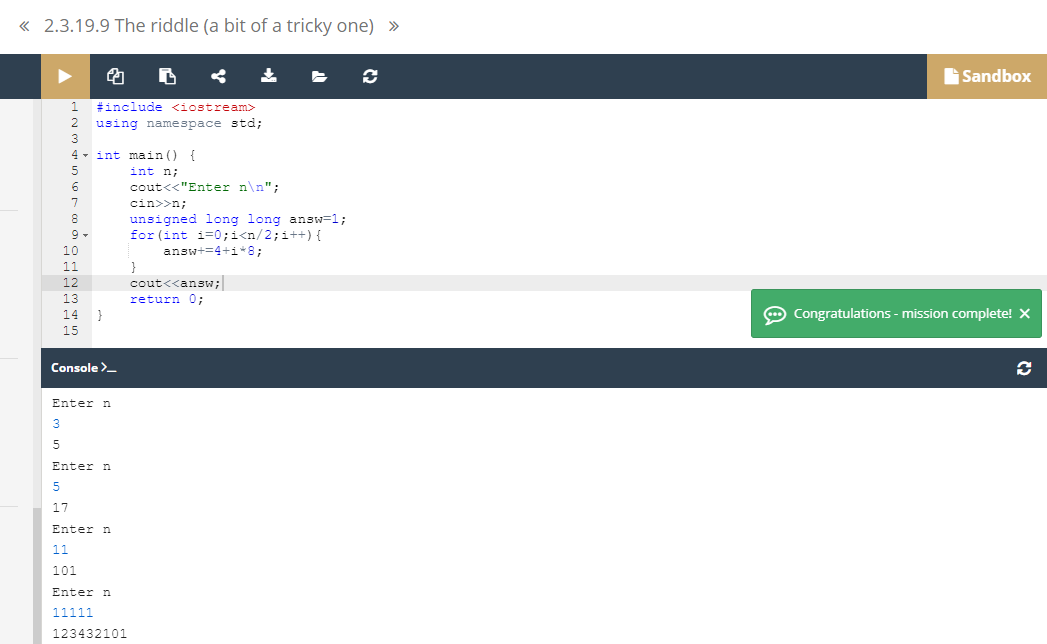 « 2.3.19.9 The riddle (a bit of a tricky one) »
Sandbox
1 #include <iostream>
2 using namespace std;
3
4 int main() {
5 int n;
6 cout<<"Enter n\n";
7 cin>>n;
8 unsigned long long answ=1;
9 for(int i=0;i<n/2;i++){
10 answ+=4+i*8;
11 }
12 cout<<answ;
13 return 0;
14 }
15
Congratulations - mission complete! ×
Console >_
Enter n
3
5
Enter n
5
17
Enter n
11
101
Enter n
11111
123432101